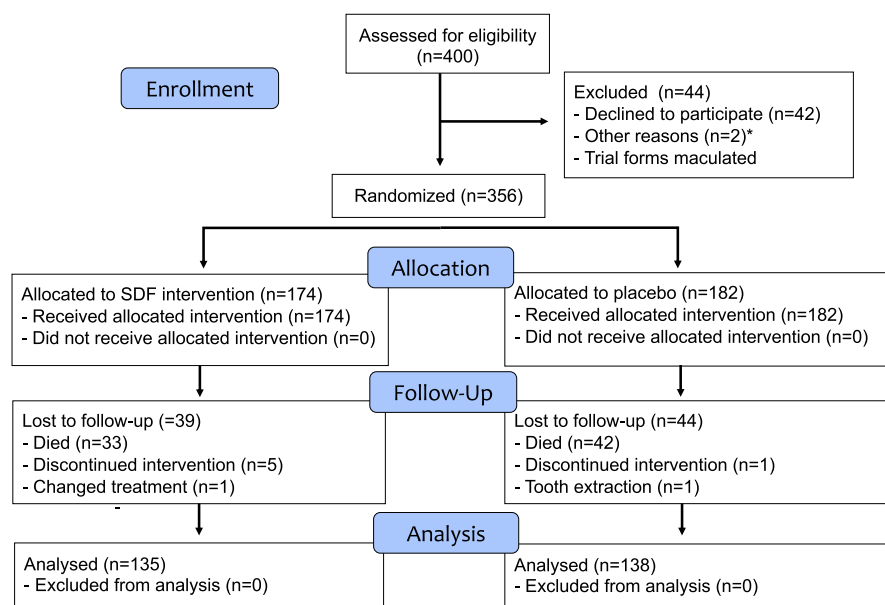 Assessed for eligibility
(n=400)
Enrollment
Excluded (n=44)
- Declined to participate (n=42)
- Other reasons (n=2)*
- Trial forms maculated
Randomized (n=356)
Allocation
Allocated to SDF intervention (n=174)
- Received allocated intervention (n=174)
- Did not receive allocated intervention (n=0)
Allocated to placebo (n=182)
- Received allocated intervention (n=182)
- Did not receive allocated intervention (n=0)
Follow-Up
Lost to follow-up (=39)
- Died (n=33)
- Discontinued intervention (n=5)
- Changed treatment (n=1)
-
Lost to follow-up (n=44)
- Died (n=42)
- Discontinued intervention (n=1)
- Tooth extraction (n=1)
Analysis
Analysed (n=135)
- Excluded from analysis (n=0)
Analysed (n=138)
- Excluded from analysis (n=0)